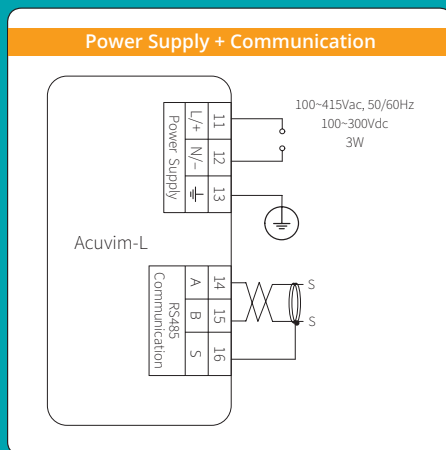 Power Supply + Communication
100~415Vac, 50/60Hz
100~300Vdc
3W
Power Supply
L/+
11
N/–
12
13
Acuvim-L
RS485
Communication
A
14
B
15
S
16
S
S